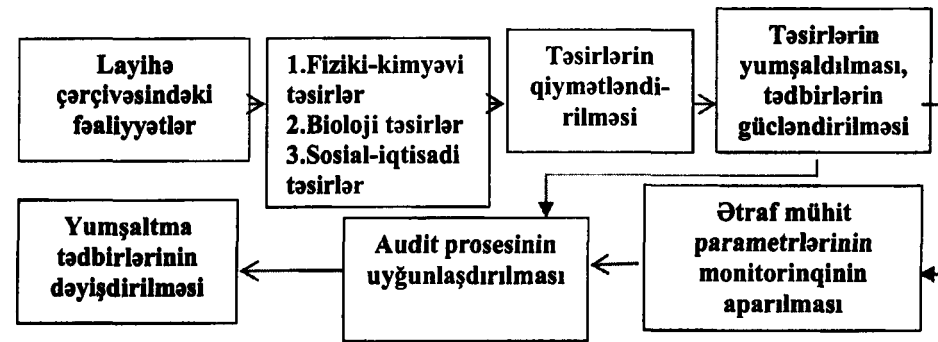 Layihə
çərçivəsindəki
fəaliyyətlər
1.Fiziki-kimyəvi
təsirlər
2.Bioloji təsirlər
3.Sosial-iqtisadi
təsirlər
Təsirlərin
qiymətləndi-
rilməsi
Təsirlərin
yumşaldılması,
tədbirlərin
gücləndirilməsi
Ətraf mühit
parametrlərinin
monitorinqinin
aparılması
Audit prosesinin
uyğunlaşdırılması
Yumşaltma
tədbirlərinin
dəyişdirilməsi